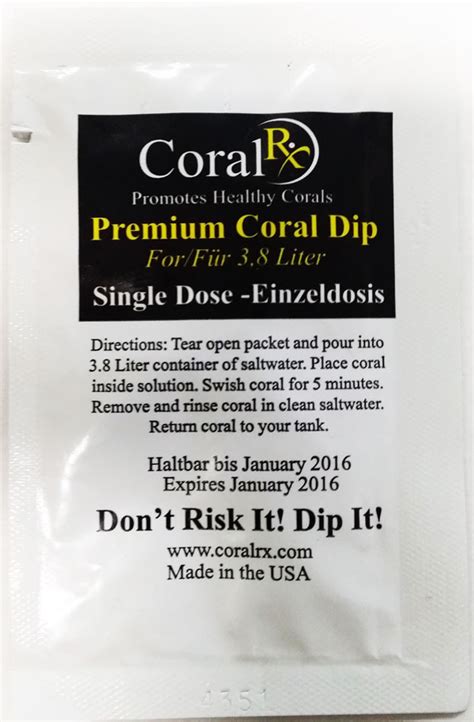 Coral Rx
Promotes Healthy Corals
Premium Coral Dip
For/Für 3,8 Liter
Single Dose -Einzeldosis
Directions: Tear open packet and pour into
3.8 Liter container of saltwater. Place coral
inside solution. Swish coral for 5 minutes.
Remove and rinse coral in clean saltwater.
Return coral to your tank.
Haltbar bis January 2016
Expires January 2016
Don't Risk It! Dip It!
www.coralrx.com
Made in the USA
4351